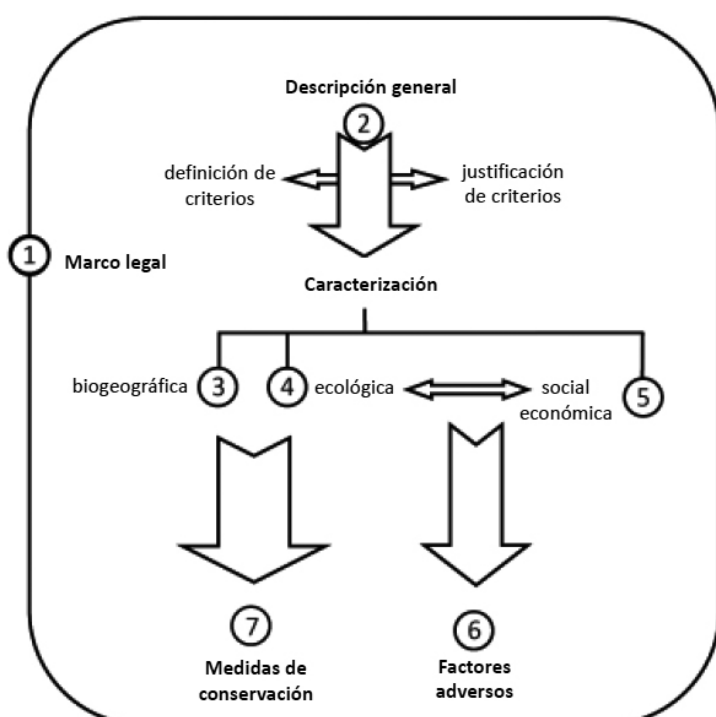 Descripción general
2
definición de
criterios
justificación
de criterios
1
Marco legal
Caracterización
biogeográfica
3
4
ecológica
social
económica
5
7
Medidas de
conservación
6
Factores
adversos